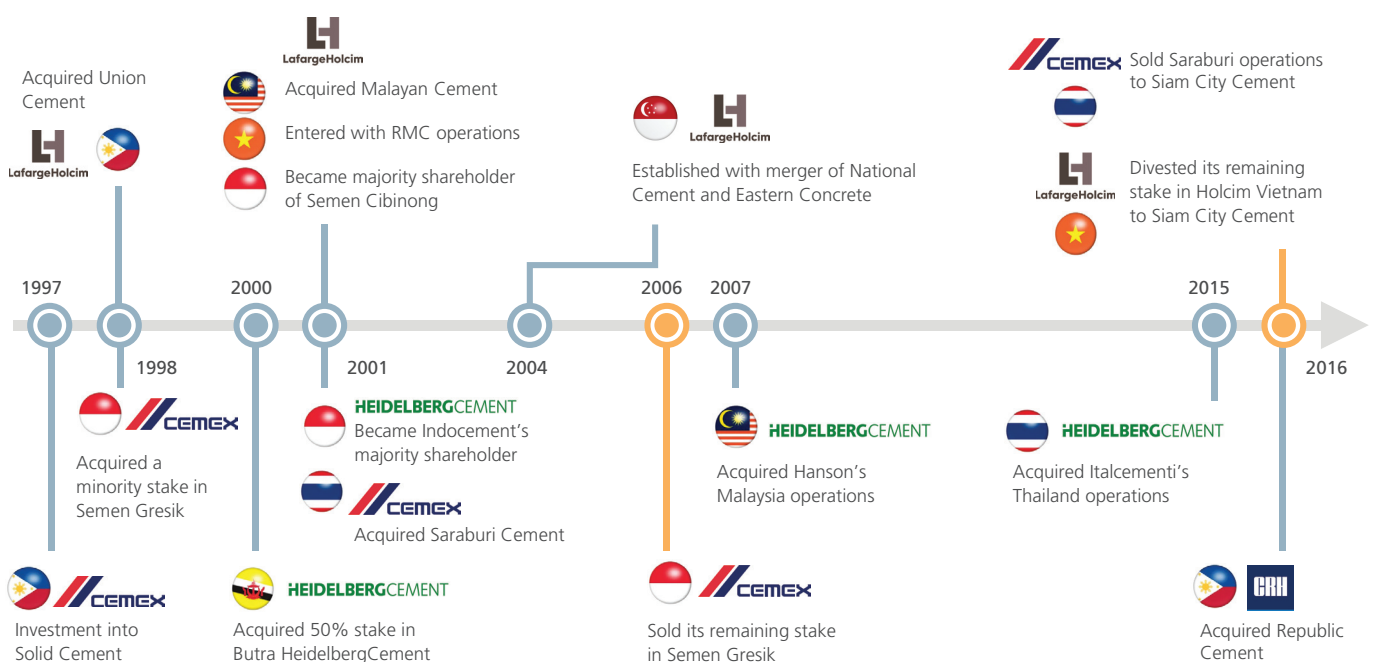 Acquired Union
Cement
LafargeHolcim
LafargeHolcim
Acquired Malayan Cement
Entered with RMC operations
Became majority shareholder
of Semen Cibinong
LafargeHolcim
Established with merger of National
Cement and Eastern Concrete
CEMEX
Sold Saraburi operations
to Siam City Cement
LafargeHolcim
Divested its remaining
stake in Holcim Vietnam
to Siam City Cement
1997
2000
2006
2007
2015
1998
2001
2004
2016
CEMEX
Acquired a
minority stake in
Semen Gresik
HEIDELBERGCEMENT
Became Indocement’s
majority shareholder
CEMEX
Acquired Saraburi Cement
HEIDELBERGCEMENT
Acquired Hanson’s
Malaysia operations
HEIDELBERGCEMENT
Acquired Italcementi’s
Thailand operations
CEMEX
Investment into
Solid Cement
HEIDELBERGCEMENT
Acquired 50% stake in
Butra HeidelbergCement
CEMEX
Sold its remaining stake
in Semen Gresik
CRH
Acquired Republic
Cement